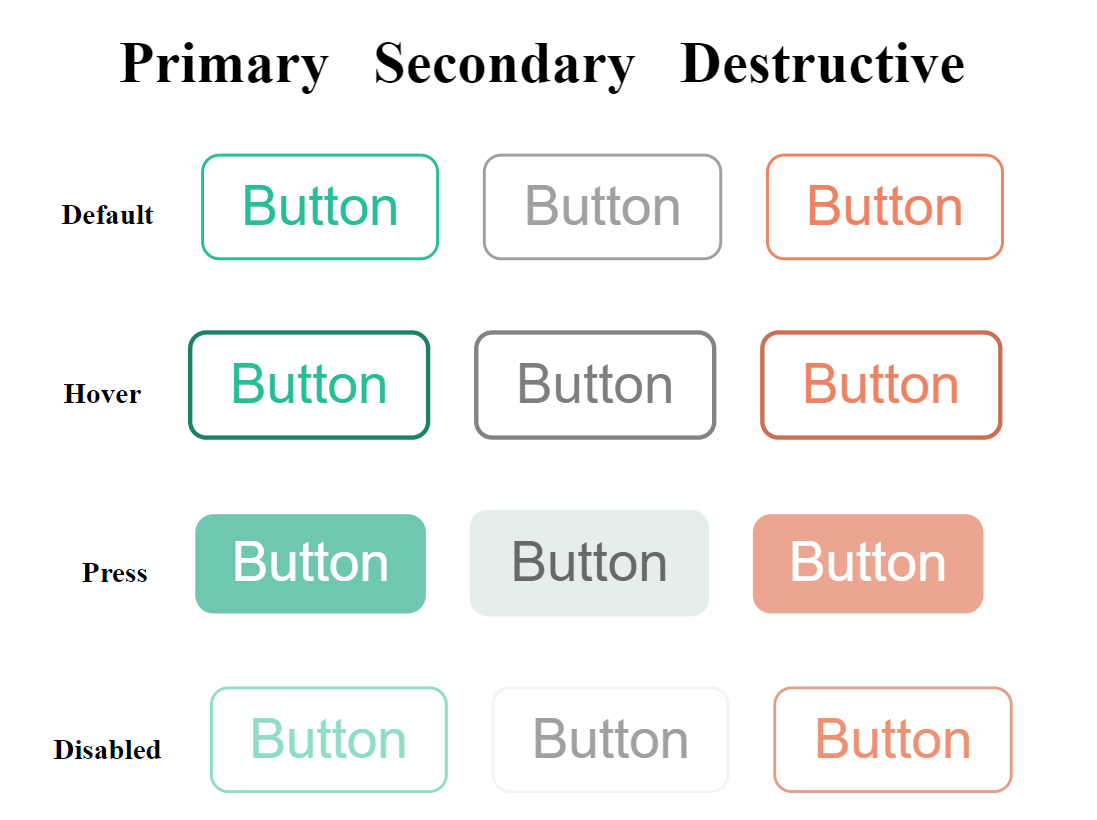 Primary Secondary Destructive
Default Button Button Button
Hover Button Button Button
Press Button Button Button
Disabled Button Button Button